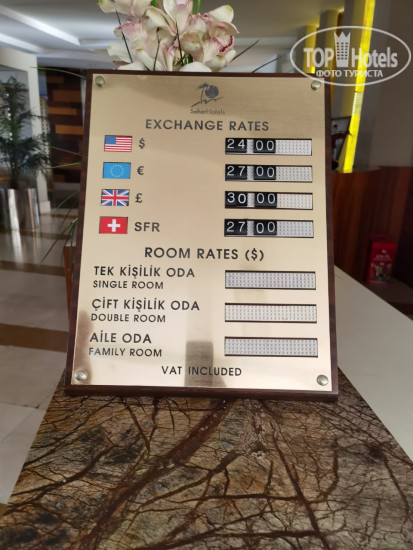 TOP Hotels
ФОТО ТУРИСТА
Seher Hotels
EXCHANGE RATES
$ 24 00
€ 27 00
£ 30 00
SFR 27 00
ROOM RATES ($)
TEK KİŞİLİK ODA
SINGLE ROOM
ÇİFT KİŞİLİK ODA
DOUBLE ROOM
AİLE ODA
FAMILY ROOM
VAT INCLUDED